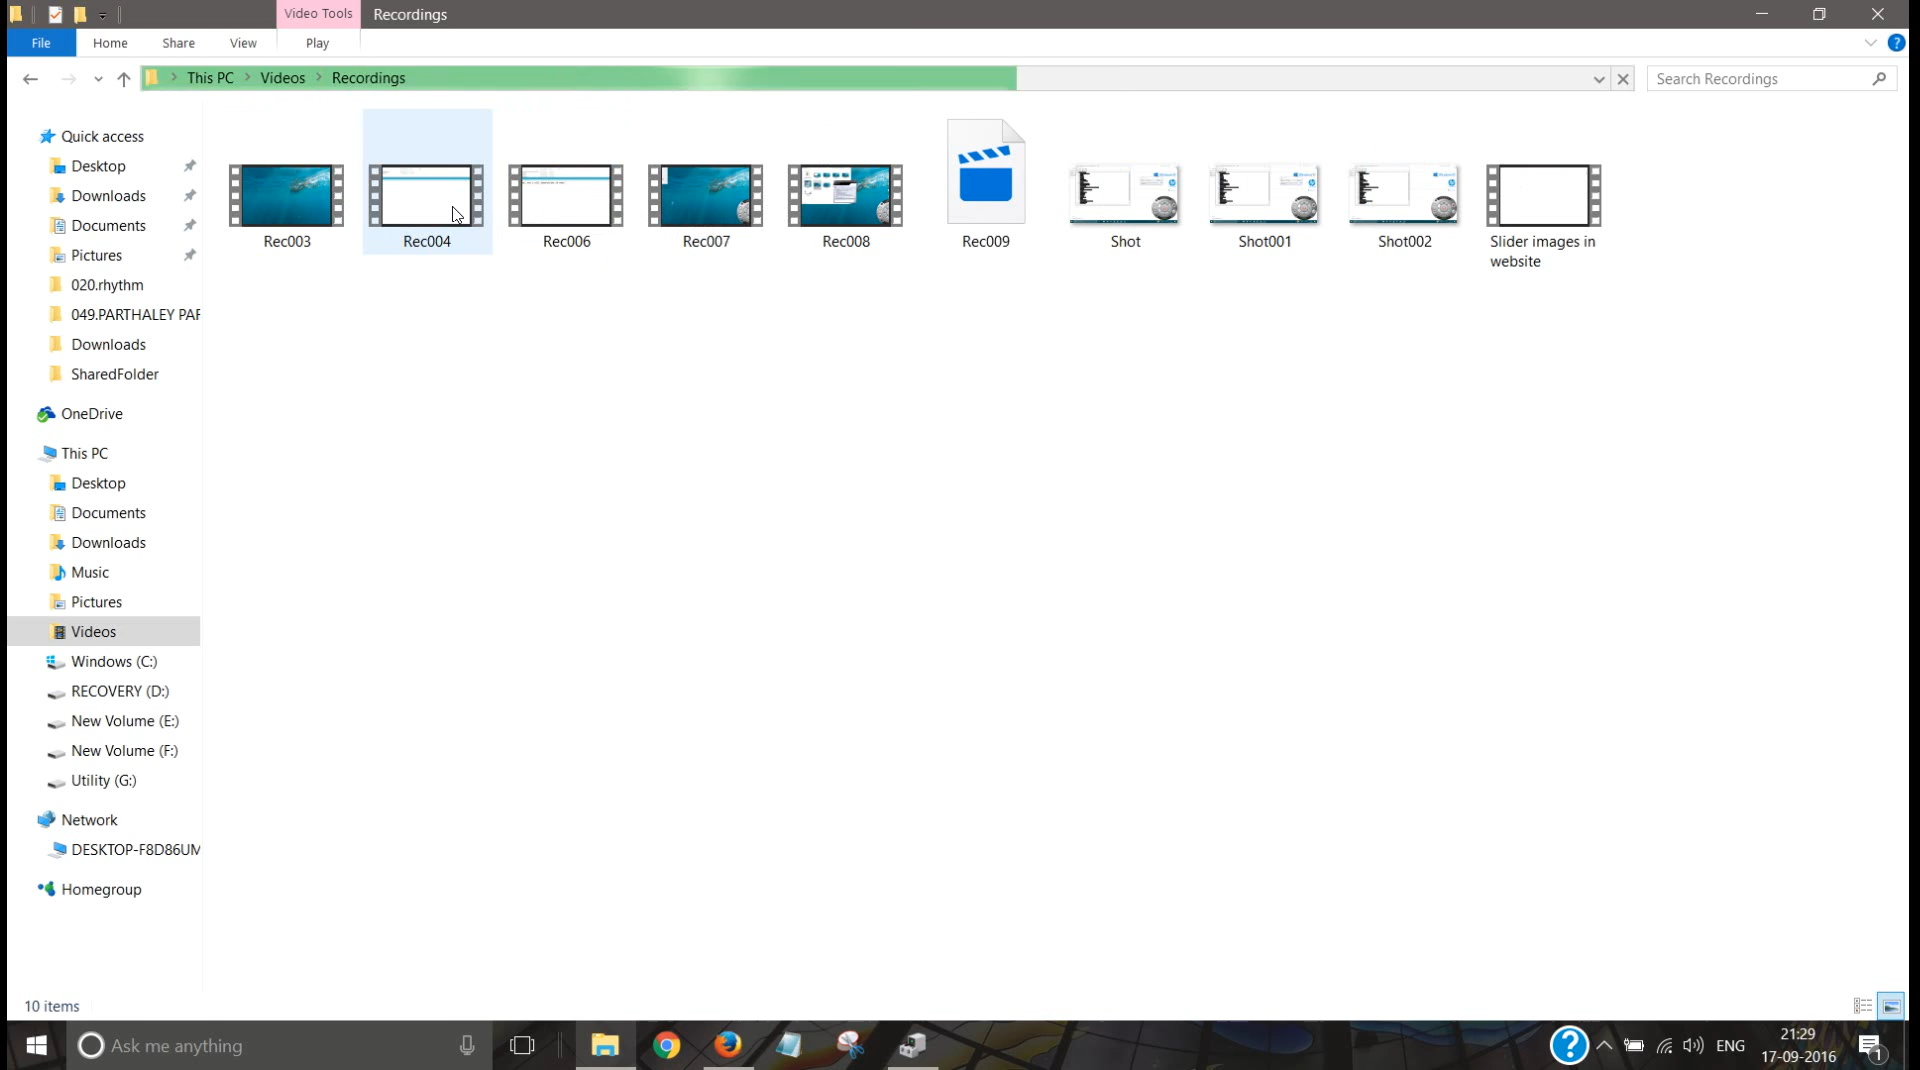 Video Tools Recordings
File Home Share View Play
This PC Videos Recordings
Search Recordings
Quick access
Desktop
Downloads
Documents
Pictures
020.rhythm
049.PARTHALEY PAR
Downloads
SharedFolder
OneDrive
This PC
Desktop
Documents
Downloads
Music
Pictures
Videos
Windows (C:)
RECOVERY (D:)
New Volume (E:)
New Volume (F:)
Utility (G:)
Network
DESKTOP-F8D86UM
Homegroup
Rec003 Rec004 Rec006 Rec007 Rec008 Rec009 Shot Shot001 Shot002 Slider images in
website
10 items
Ask me anything
ENG
21:29
17-09-2016
1